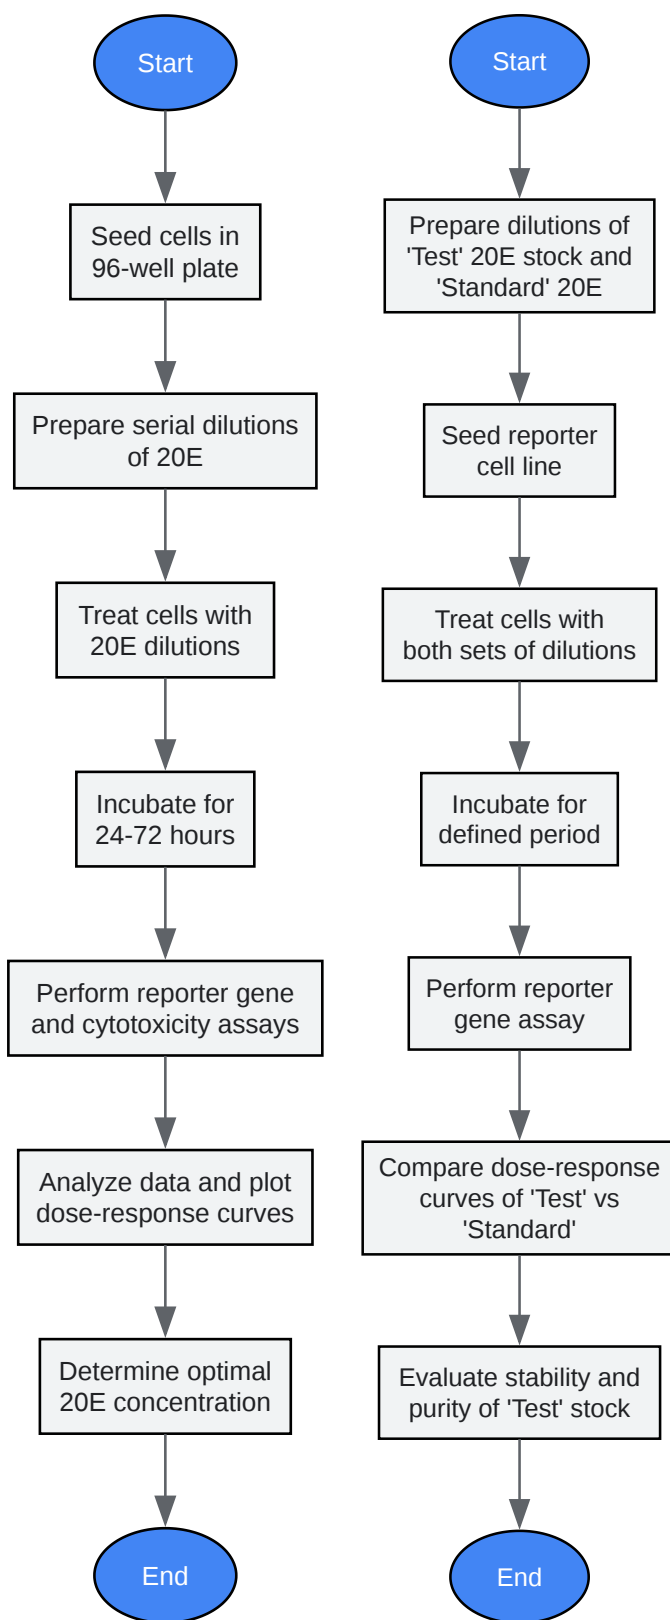 Start
Seed cells in
96-well plate
Prepare serial dilutions
of 20E
Treat cells with
20E dilutions
Incubate for
24-72 hours
Perform reporter gene
and cytotoxicity assays
Analyze data and plot
dose-response curves
Determine optimal
20E concentration
End
Start
Prepare dilutions of
'Test' 20E stock and
'Standard' 20E
Seed reporter
cell line
Treat cells with
both sets of dilutions
Incubate for
defined period
Perform reporter
gene assay
Compare dose-response
curves of 'Test' vs
'Standard'
Evaluate stability and
purity of 'Test' stock
End